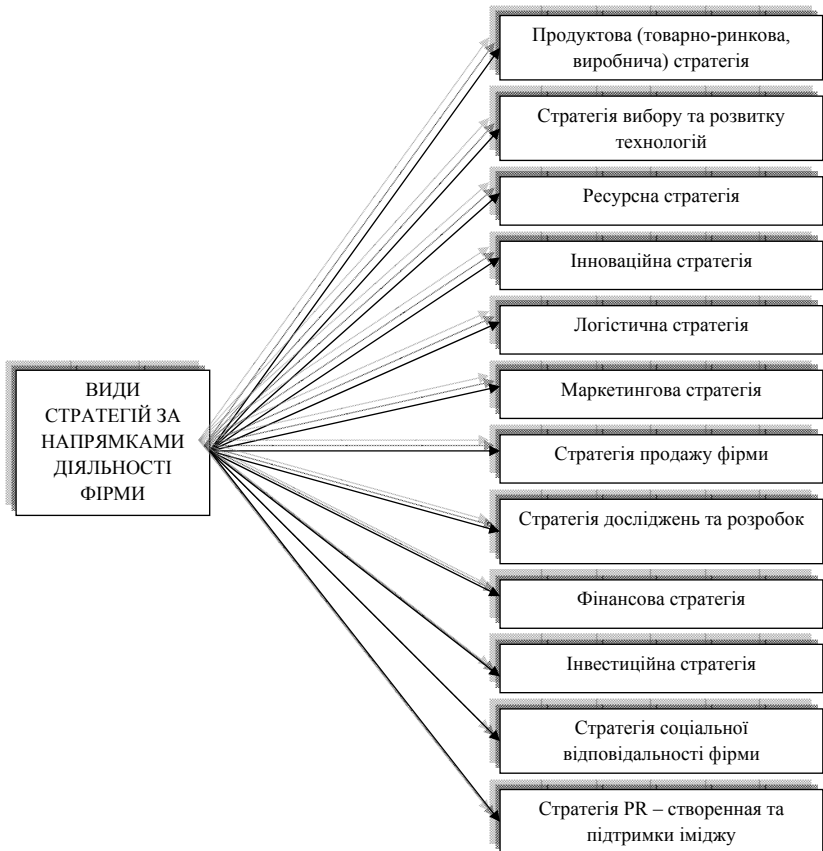 Продуктова (товарно-ринкова,
виробнича) стратегія
Стратегія вибору та розвитку
технологій
Ресурсна стратегія
Інноваційна стратегія
Логістична стратегія
ВИДИ
СТРАТЕГІЙ ЗА
НАПРЯМКАМИ
ДІЯЛЬНОСТІ
ФІРМИ
Маркетингова стратегія
Стратегія продажу фірми
Стратегія досліджень та розробок
Фінансова стратегія
Інвестиційна стратегія
Стратегія соціальної
відповідальності фірми
Стратегія PR – створенная та
підтримки іміджу